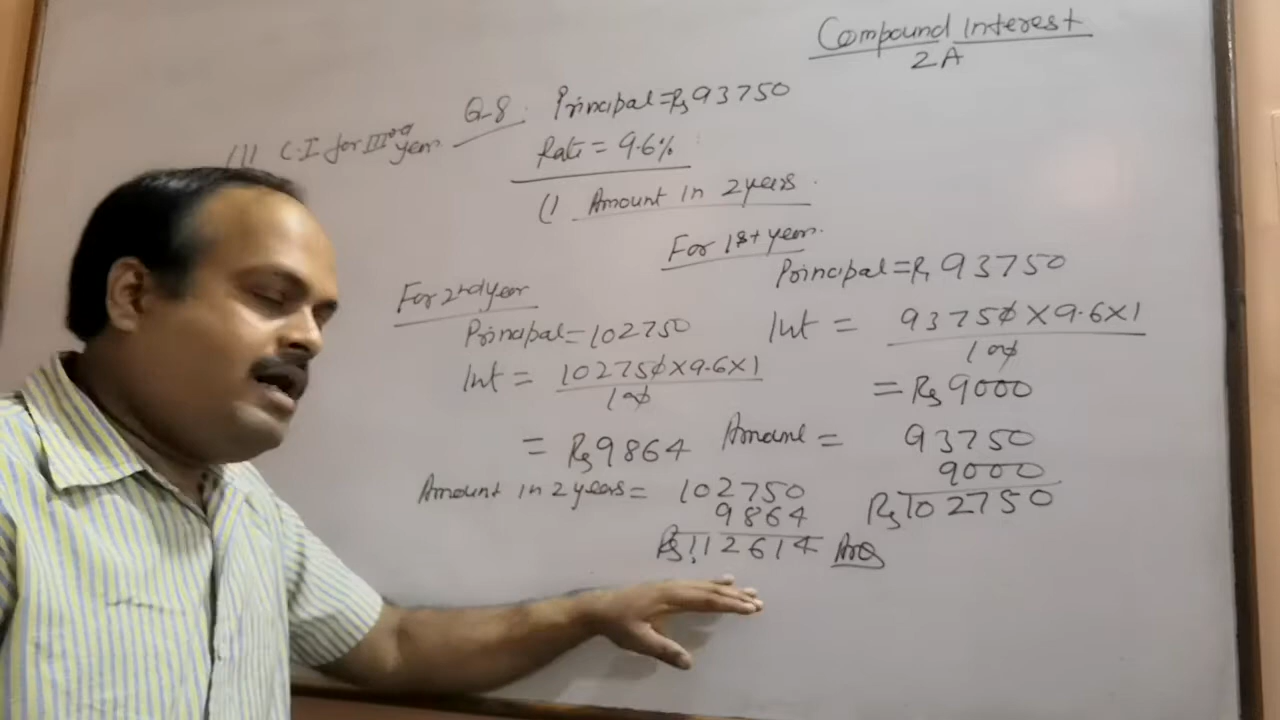 Compound Interest
2A
Q-8. Principal = Rs 93750
Rate = 9.6%
(i) Amount in 2 years.
(ii) C.I for IIIrd year
For 1st year.
Principal = Rs 93750
Int = 93750 × 9.6 × 1
100
= Rs 9000
Amount = 93750
9000
Rs 102750
For 2nd year
Principal = 102750
Int = 102750 × 9.6 × 1
100
= Rs 9864
Amount in 2 years = 102750
9864
Rs 112614 Ans